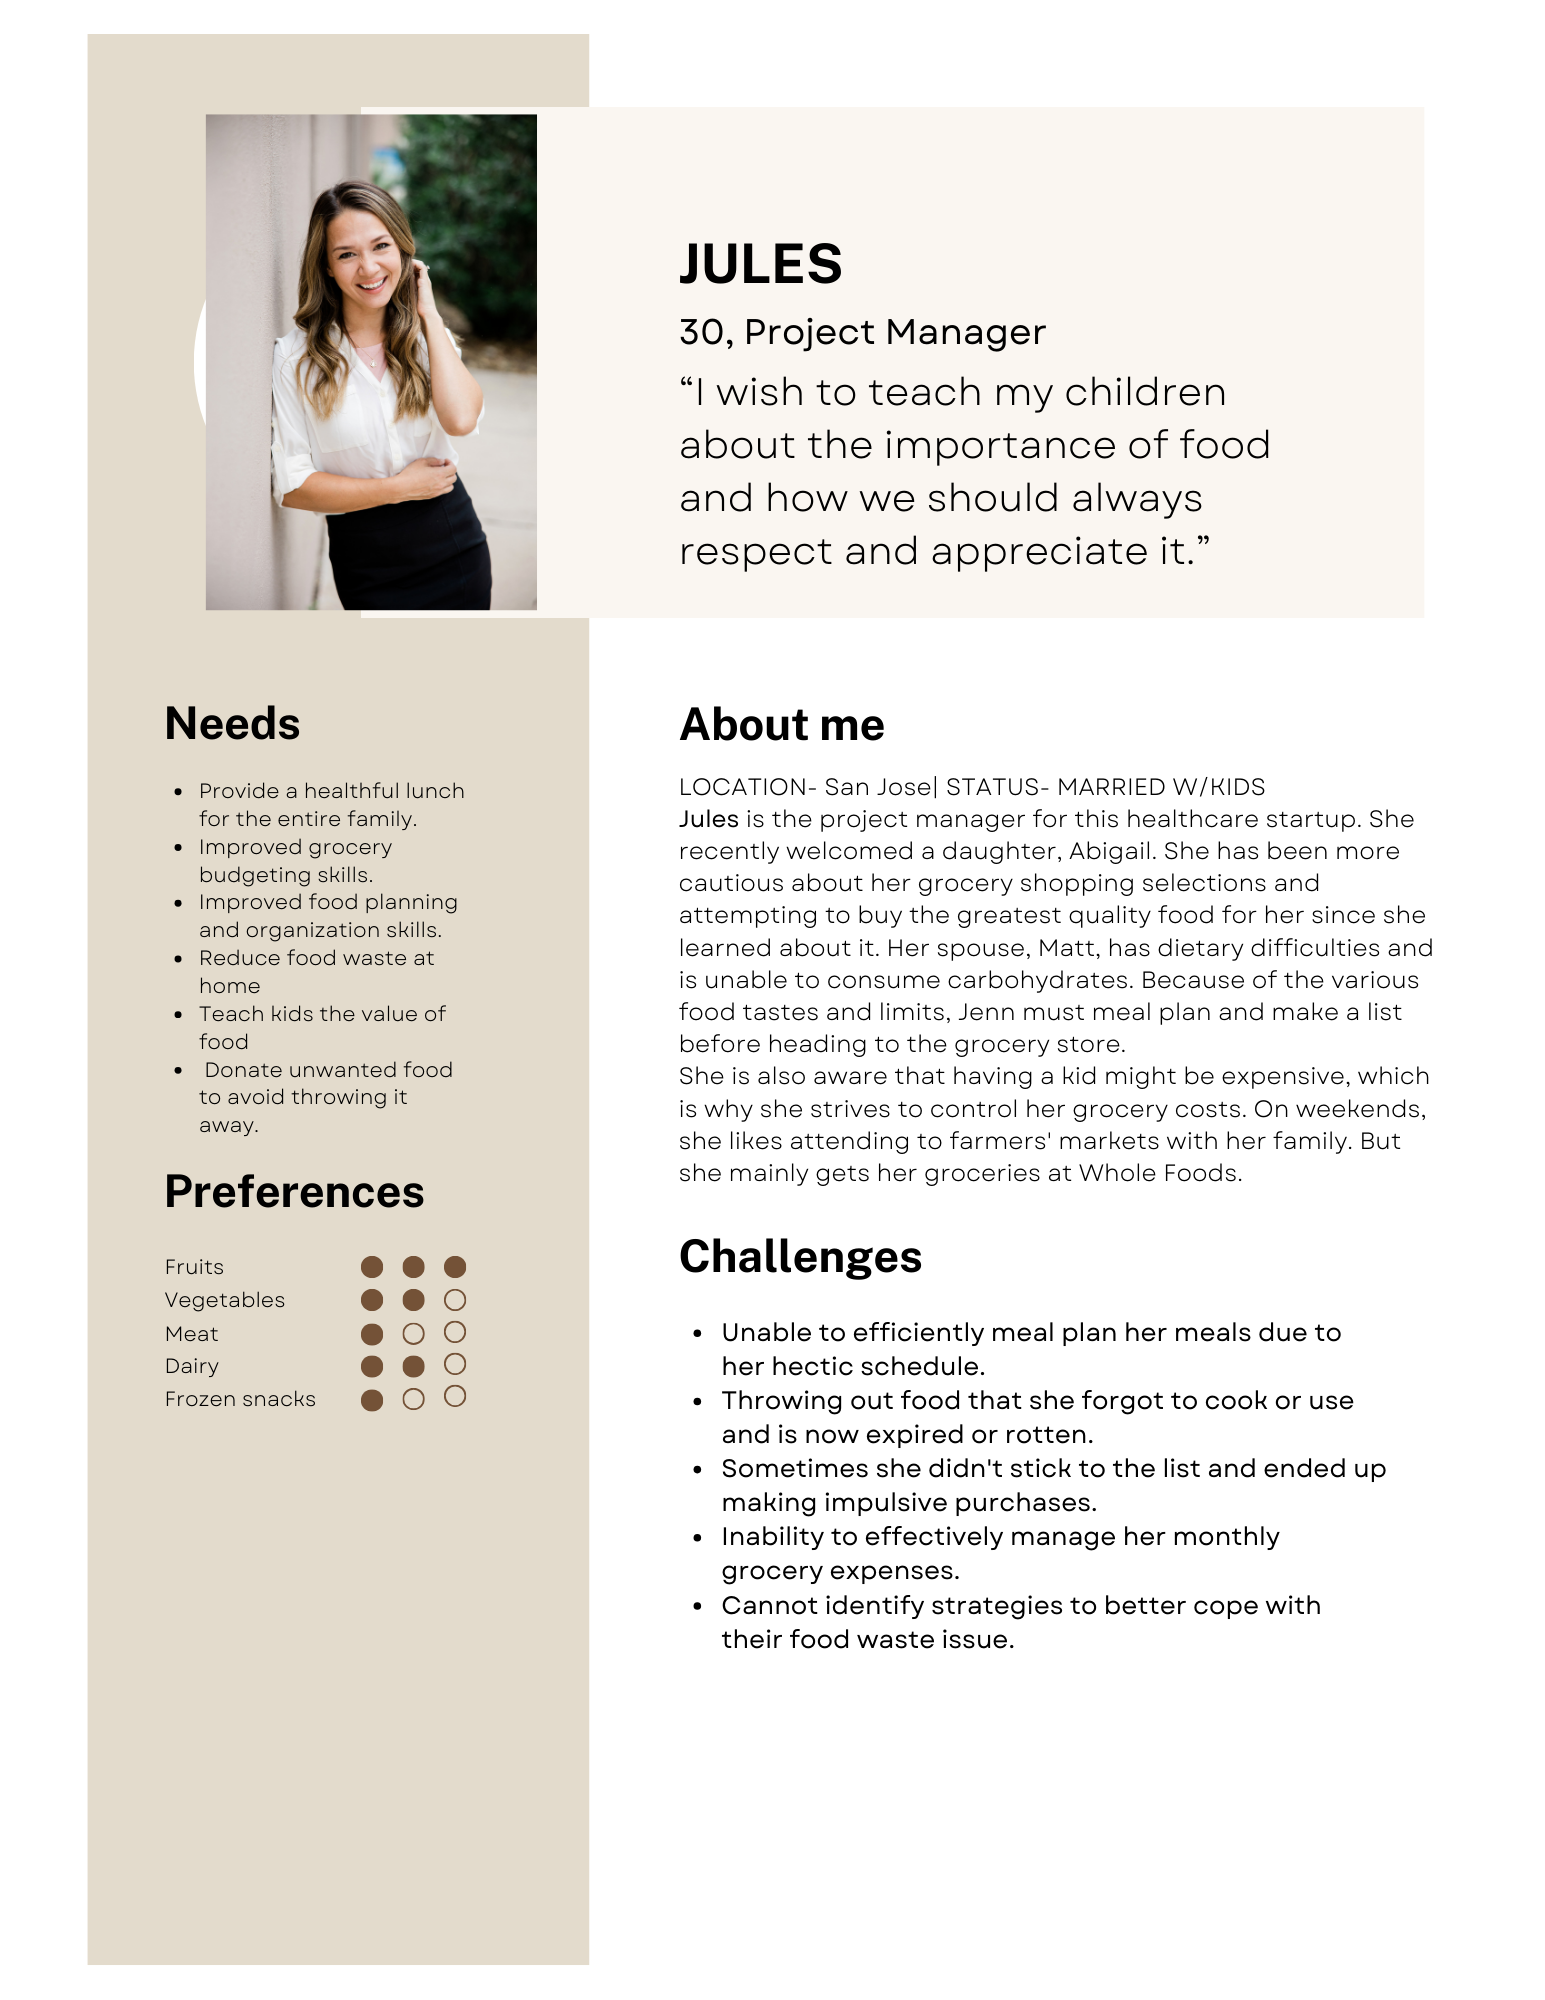 JULES
30, Project Manager
“I wish to teach my children
about the importance of food
and how we should always
respect and appreciate it.”
Needs
• Provide a healthful lunch
for the entire family.
• Improved grocery
budgeting skills.
• Improved food planning
and organization skills.
• Reduce food waste at
home
• Teach kids the value of
food
• Donate unwanted food
to avoid throwing it
away.
Preferences
Fruits
Vegetables
Meat
Dairy
Frozen snacks
About me
LOCATION- San Jose| STATUS- MARRIED W/KIDS
Jules is the project manager for this healthcare startup. She
recently welcomed a daughter, Abigail. She has been more
cautious about her grocery shopping selections and
attempting to buy the greatest quality food for her since she
learned about it. Her spouse, Matt, has dietary difficulties and
is unable to consume carbohydrates. Because of the various
food tastes and limits, Jenn must meal plan and make a list
before heading to the grocery store.
She is also aware that having a kid might be expensive, which
is why she strives to control her grocery costs. On weekends,
she likes attending to farmers' markets with her family. But
she mainly gets her groceries at Whole Foods.
Challenges
• Unable to efficiently meal plan her meals due to
her hectic schedule.
• Throwing out food that she forgot to cook or use
and is now expired or rotten.
• Sometimes she didn't stick to the list and ended up
making impulsive purchases.
• Inability to effectively manage her monthly
grocery expenses.
• Cannot identify strategies to better cope with
their food waste issue.